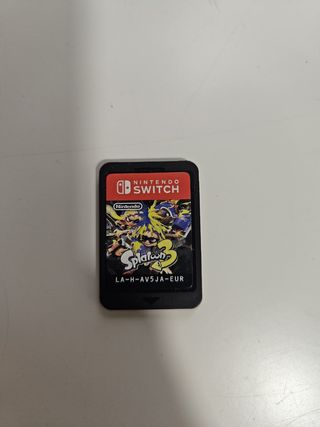 NINTENDO
SWITCH
Nintendo
Splatoon 3
LA-H-AV5JA-EUR